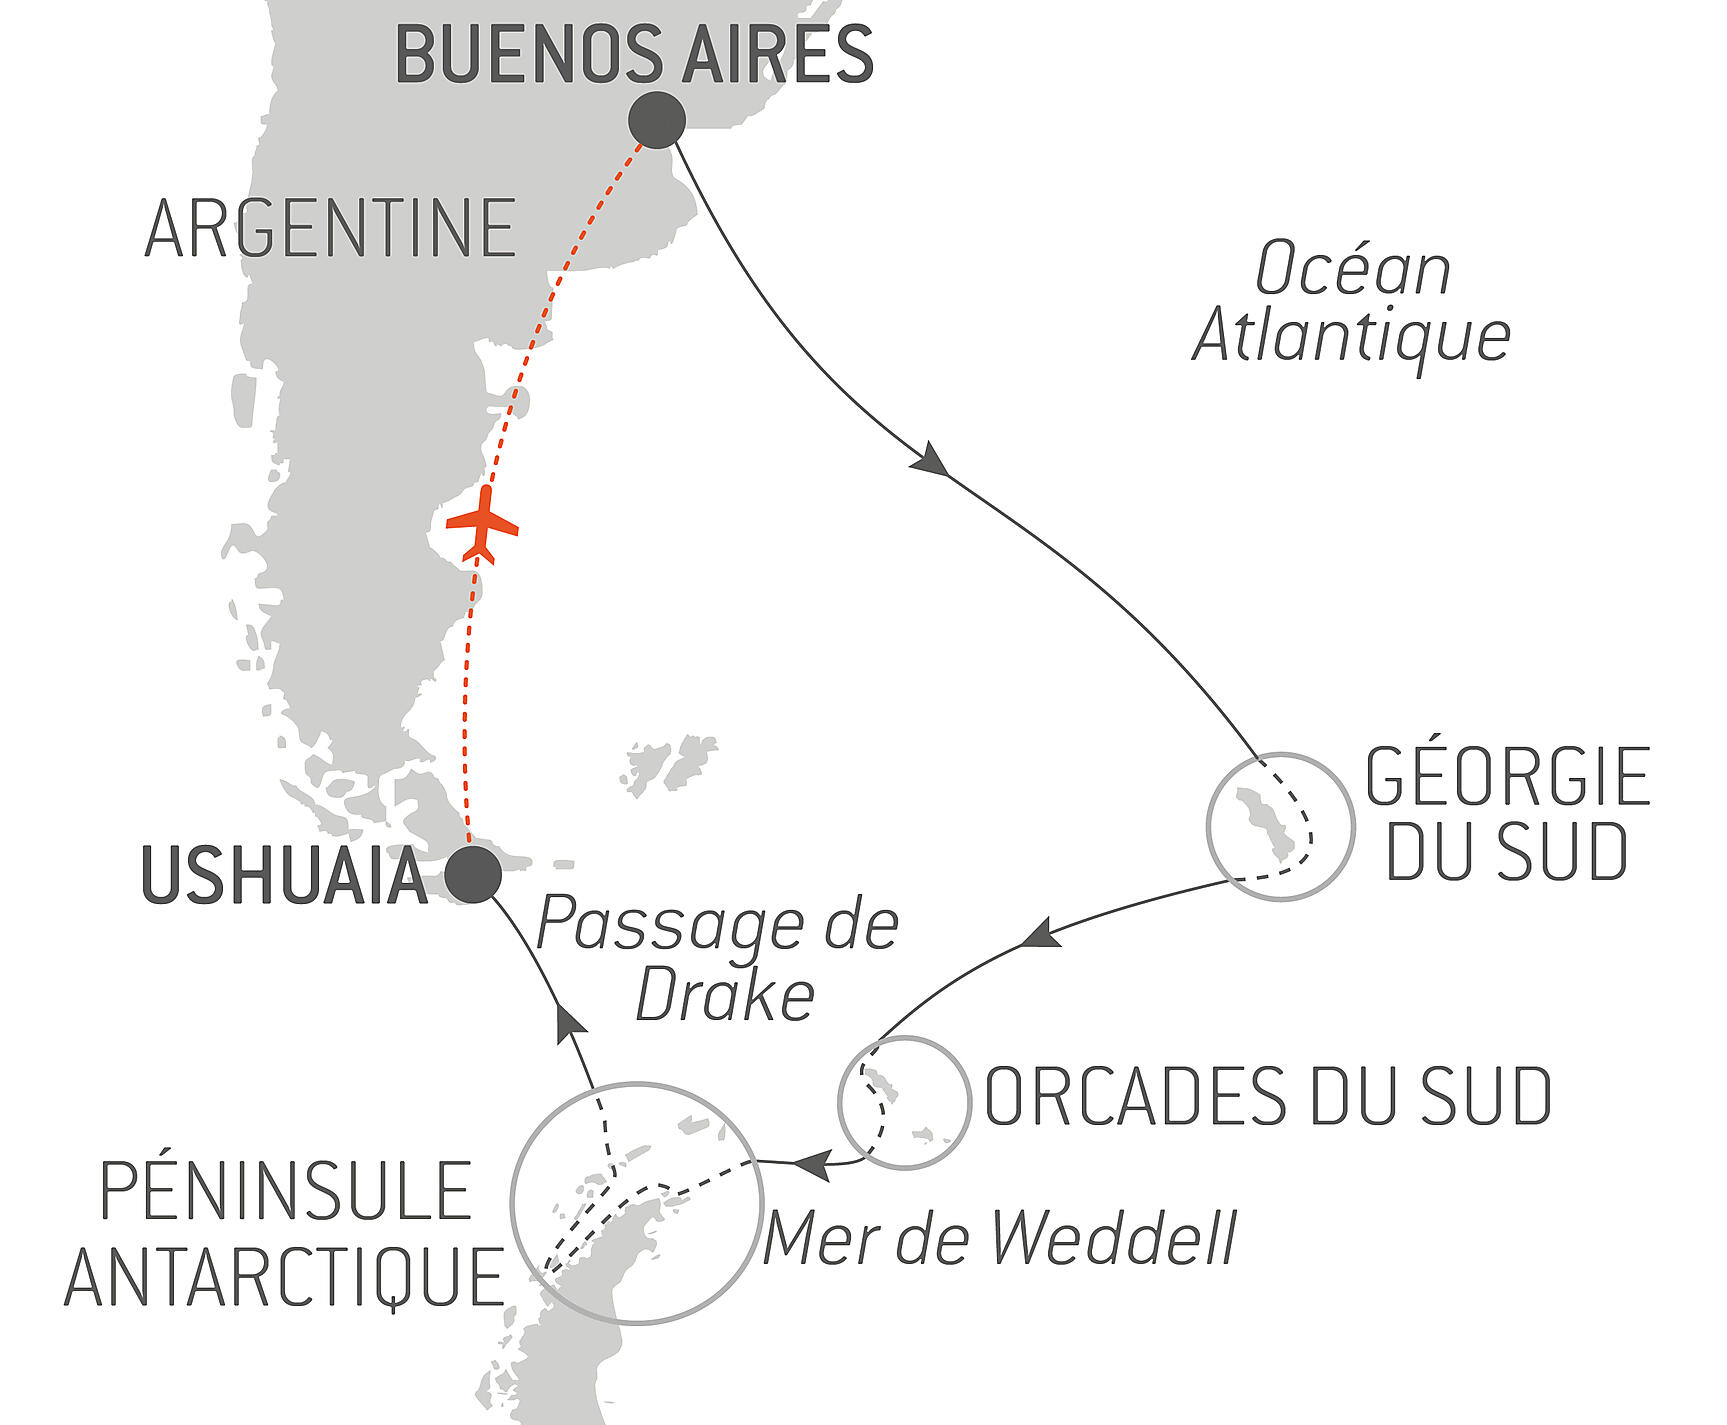 BUENOS AIRES
ARGENTINE
Océan
Atlantique
GÉORGIE
DU SUD
USHUAIA
Passage de
Drake
ORCADES DU SUD
PÉNINSULE
ANTARCTIQUE
Mer de Weddell